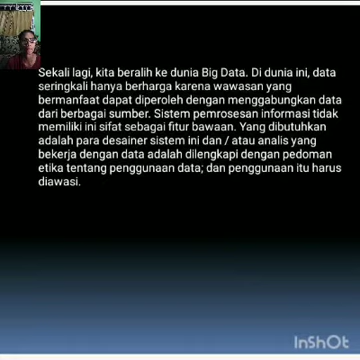 Sekali lagi, kita beralih ke dunia Big Data. Di dunia ini, data
seringkali hanya berharga karena wawasan yang
bermanfaat dapat diperoleh dengan menggabungkan data
dari berbagai sumber. Sistem pemrosesan informasi tidak
memiliki ini sifat sebagai fitur bawaan. Yang dibutuhkan
adalah para desainer sistem ini dan / atau analis yang
bekerja dengan data adalah dilengkapi dengan pedoman
etika tentang penggunaan data; dan penggunaan itu harus
diawasi.
InShOt